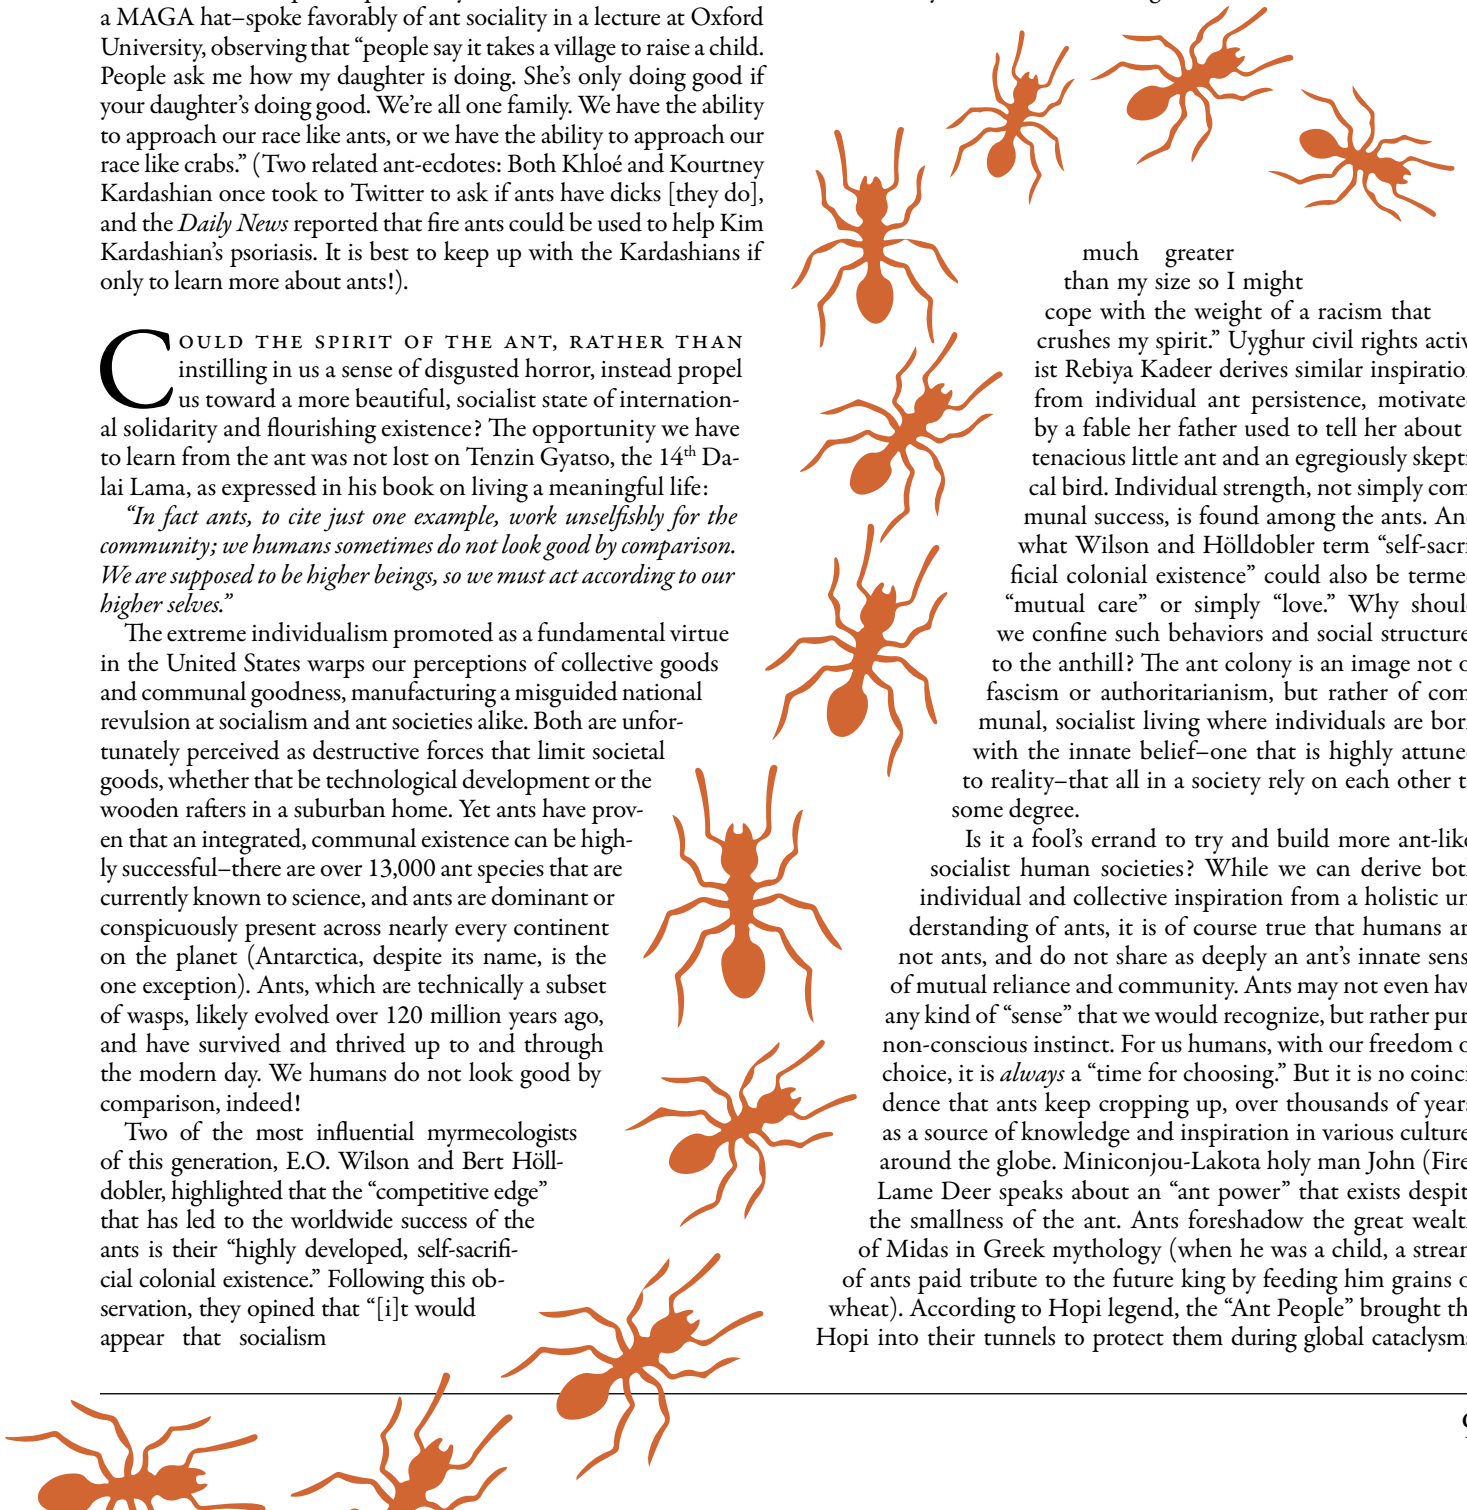 a MAGA hat–spoke favorably of ant sociality in a lecture at Oxford
University, observing that “people say it takes a village to raise a child.
People ask me how my daughter is doing. She’s only doing good if
your daughter’s doing good. We’re all one family. We have the ability
to approach our race like ants, or we have the ability to approach our
race like crabs.” (Two related ant-ecdotes: Both Khloé and Kourtney
Kardashian once took to Twitter to ask if ants have dicks [they do],
and the Daily News reported that fire ants could be used to help Kim
Kardashian’s psoriasis. It is best to keep up with the Kardashians if
only to learn more about ants!).
COULD THE SPIRIT OF THE ANT, RATHER THAN
instilling in us a sense of disgusted horror, instead propel
us toward a more beautiful, socialist state of internation-
al solidarity and flourishing existence? The opportunity we have
to learn from the ant was not lost on Tenzin Gyatso, the 14th Da-
lai Lama, as expressed in his book on living a meaningful life:
“In fact ants, to cite just one example, work unselfishly for the
community; we humans sometimes do not look good by comparison.
We are supposed to be higher beings, so we must act according to our
higher selves.”
The extreme individualism promoted as a fundamental virtue
in the United States warps our perceptions of collective goods
and communal goodness, manufacturing a misguided national
revulsion at socialism and ant societies alike. Both are unfor-
tunately perceived as destructive forces that limit societal
goods, whether that be technological development or the
wooden rafters in a suburban home. Yet ants have prov-
en that an integrated, communal existence can be high-
ly successful–there are over 13,000 ant species that are
currently known to science, and ants are dominant or
conspicuously present across nearly every continent
on the planet (Antarctica, despite its name, is the
one exception). Ants, which are technically a subset
of wasps, likely evolved over 120 million years ago,
and have survived and thrived up to and through
the modern day. We humans do not look good by
comparison, indeed!
Two of the most influential myrmecologists
of this generation, E.O. Wilson and Bert Höll-
dobler, highlighted that the “competitive edge”
that has led to the worldwide success of the
ants is their “highly developed, self-sacrifi-
cial colonial existence.” Following this ob-
servation, they opined that “[i]t would
appear that socialism
much greater
than my size so I might
cope with the weight of a racism that
crushes my spirit.” Uyghur civil rights activ
ist Rebiya Kadeer derives similar inspiratio
from individual ant persistence, motivate
by a fable her father used to tell her about
tenacious little ant and an egregiously skepti
cal bird. Individual strength, not simply com
munal success, is found among the ants. An
what Wilson and Hölldobler term “self-sacri
ficial colonial existence” could also be terme
“mutual care” or simply “love.” Why shoul
we confine such behaviors and social structure
to the anthill? The ant colony is an image not o
fascism or authoritarianism, but rather of com
munal, socialist living where individuals are bor
with the innate belief–one that is highly attune
to reality–that all in a society rely on each other t
some degree.
Is it a fool’s errand to try and build more ant-lik
socialist human societies? While we can derive bot
individual and collective inspiration from a holistic un
derstanding of ants, it is of course true that humans ar
not ants, and do not share as deeply an ant’s innate sens
of mutual reliance and community. Ants may not even hav
any kind of “sense” that we would recognize, but rather pur
non-conscious instinct. For us humans, with our freedom o
choice, it is always a “time for choosing.” But it is no coinci
dence that ants keep cropping up, over thousands of years
as a source of knowledge and inspiration in various culture
around the globe. Miniconjou-Lakota holy man John (Fire
Lame Deer speaks about an “ant power” that exists despit
the smallness of the ant. Ants foreshadow the great wealt
of Midas in Greek mythology (when he was a child, a strea
of ants paid tribute to the future king by feeding him grains o
wheat). According to Hopi legend, the “Ant People” brought th
Hopi into their tunnels to protect them during global cataclysm